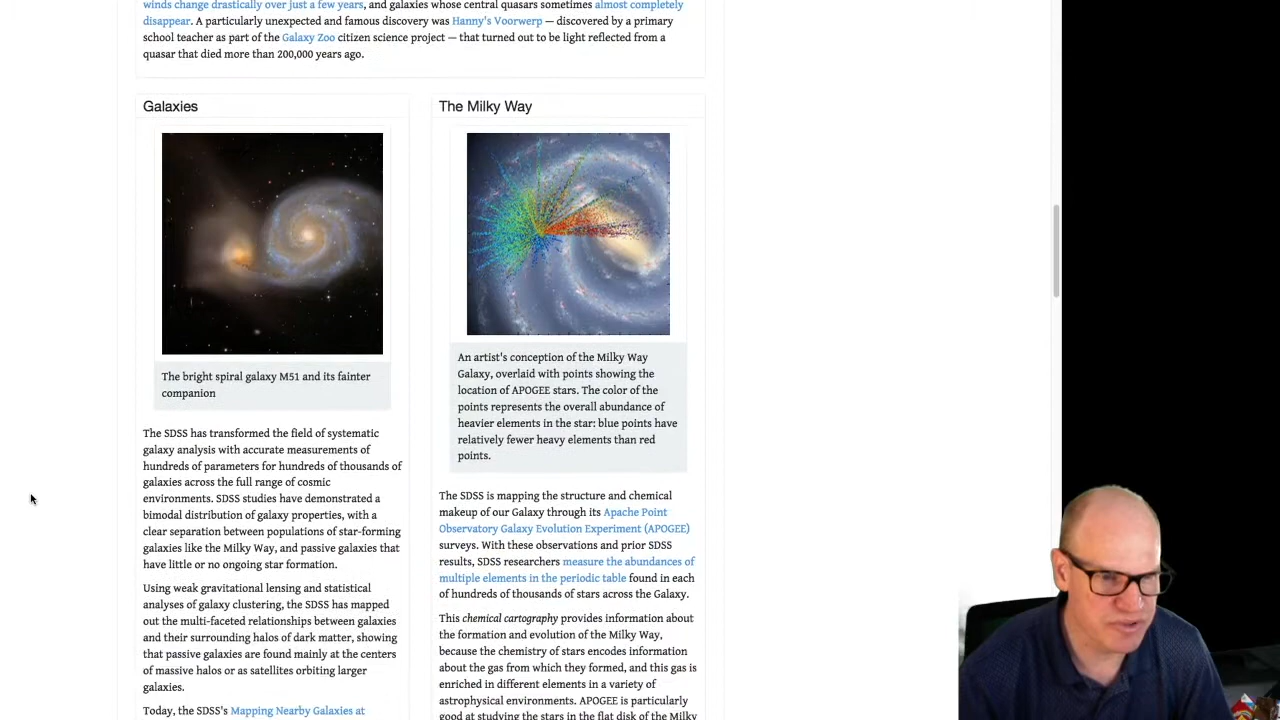 winds change drastically over just a few years, and galaxies whose central quasars sometimes almost completely
disappear. A particularly unexpected and famous discovery was Hanny's Voorwerp — discovered by a primary
school teacher as part of the Galaxy Zoo citizen science project — that turned out to be light reflected from a
quasar that died more than 200,000 years ago.
Galaxies
The bright spiral galaxy M51 and its fainter
companion
The SDSS has transformed the field of systematic
galaxy analysis with accurate measurements of
hundreds of parameters for hundreds of thousands of
galaxies across the full range of cosmic
environments. SDSS studies have demonstrated a
bimodal distribution of galaxy properties, with a
clear separation between populations of star-forming
galaxies like the Milky Way, and passive galaxies that
have little or no ongoing star formation.
Using weak gravitational lensing and statistical
analyses of galaxy clustering, the SDSS has mapped
out the multi-faceted relationships between galaxies
and their surrounding halos of dark matter, showing
that passive galaxies are found mainly at the centers
of massive halos or as satellites orbiting larger
galaxies.
Today, the SDSS's Mapping Nearby Galaxies at
The Milky Way
An artist's conception of the Milky Way
Galaxy, overlaid with points showing the
location of APOGEE stars. The color of the
points represents the overall abundance of
heavier elements in the star: blue points have
relatively fewer heavy elements than red
points.
The SDSS is mapping the structure and chemical
makeup of our Galaxy through its Apache Point
Observatory Galaxy Evolution Experiment (APOGEE)
surveys. With these observations and prior SDSS
results, SDSS researchers measure the abundances of
multiple elements in the periodic table found in each
of hundreds of thousands of stars across the Galaxy.
This chemical cartography provides information about
the formation and evolution of the Milky Way,
because the chemistry of stars encodes information
about the gas from which they formed, and this gas is
enriched in different elements in a variety of
astrophysical environments. APOGEE is particularly
good at studying the stars in the flat disk of the Milky